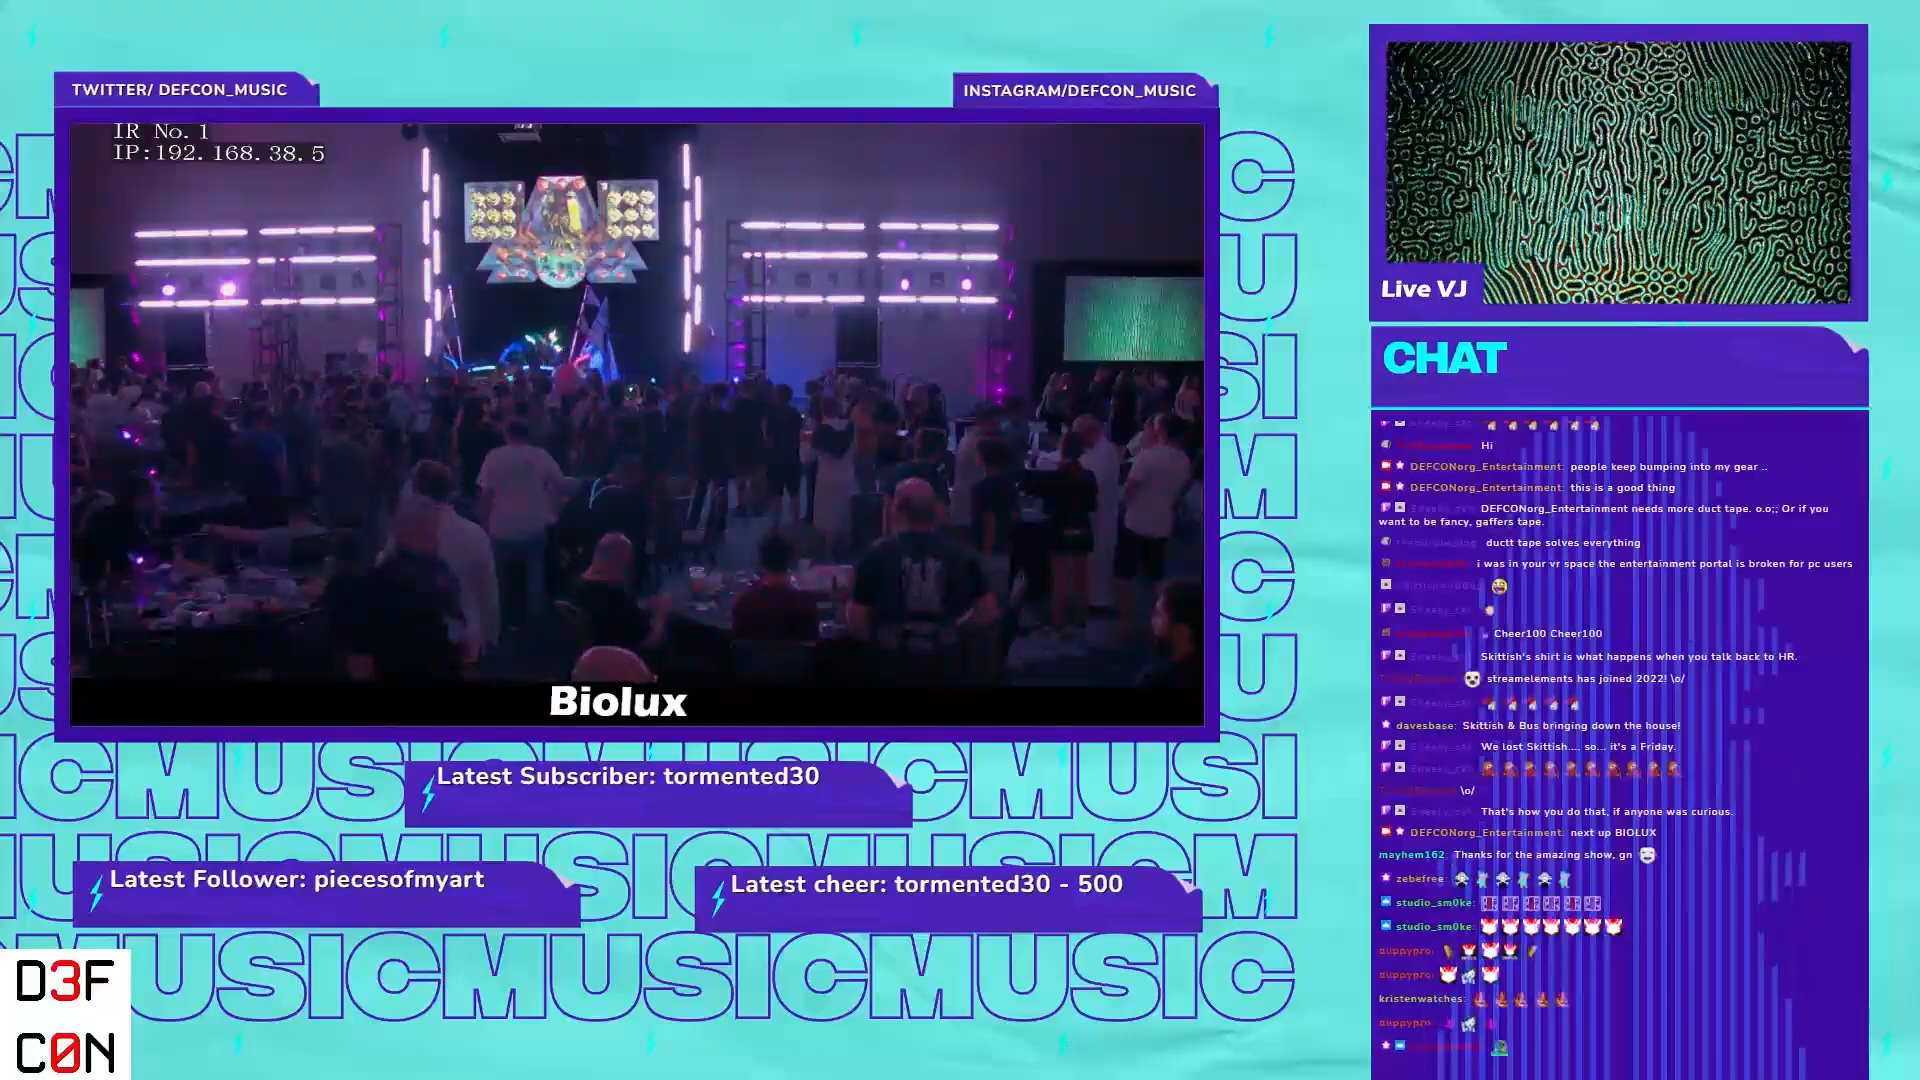 TWITTER/ DEFCON_MUSIC
INSTAGRAM/DEFCON_MUSIC
IR No. 1
IP:192. 168. 38. 5
Biolux
Latest Subscriber: tormented30
Latest Follower: piecesofmyart
Latest cheer: tormented30 - 500
MUSICMUSICMUSIC
D3F
C0N
Live VJ
CHAT
Hi
DEFCONorg_Entertainment: people keep bumping into my gear ..
DEFCONorg_Entertainment: this is a good thing
DEFCONorg_Entertainment needs more duct tape. o.o;; Or if you
want to be fancy, gaffers tape.
ductt tape solves everything
i was in your vr space the entertainment portal is broken for pc users
Cheer100 Cheer100
Skittish's shirt is what happens when you talk back to HR.
streamelements has joined 2022! \o/
davesbase: Skittish & Bus bringing down the house!
We lost Skittish.... so... it's a Friday.
\o/
That's how you do that, if anyone was curious.
DEFCONorg_Entertainment: next up BIOLUX
mayhem162: Thanks for the amazing show, gn
zebefree:
studio_sm0ke:
studio_sm0ke:
auppypro:
auppypro:
kristenwatches:
auppypro: